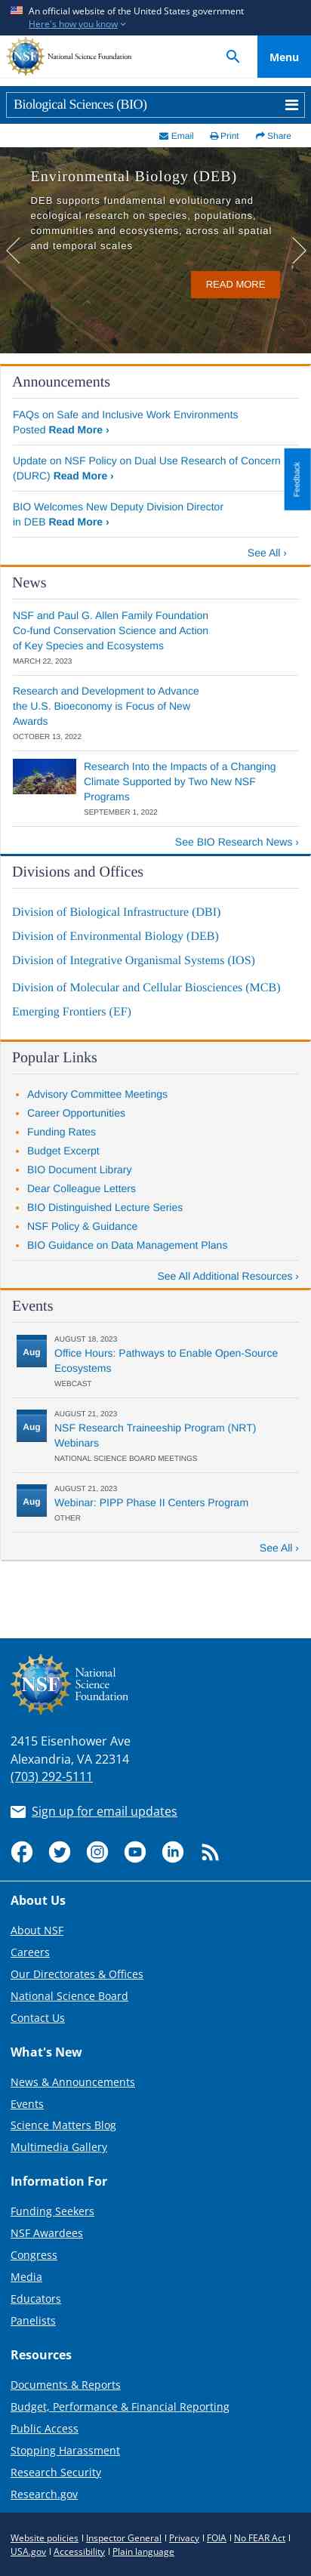 An official website of the United States government
Here's how you know
NSF National Science Foundation
Menu
Biological Sciences (BIO)
Email Print Share
Environmental Biology (DEB)
DEB supports fundamental evolutionary and
ecological research on species, populations,
communities and ecosystems, across all spatial
and temporal scales
READ MORE
Announcements
FAQs on Safe and Inclusive Work Environments
Posted Read More ›
Update on NSF Policy on Dual Use Research of Concern
(DURC) Read More ›
Feedback
BIO Welcomes New Deputy Division Director
in DEB Read More ›
See All ›
News
NSF and Paul G. Allen Family Foundation
Co-fund Conservation Science and Action
of Key Species and Ecosystems
MARCH 22, 2023
Research and Development to Advance
the U.S. Bioeconomy is Focus of New
Awards
OCTOBER 13, 2022
Research Into the Impacts of a Changing
Climate Supported by Two New NSF
Programs
SEPTEMBER 1, 2022
See BIO Research News ›
Divisions and Offices
Division of Biological Infrastructure (DBI)
Division of Environmental Biology (DEB)
Division of Integrative Organismal Systems (IOS)
Division of Molecular and Cellular Biosciences (MCB)
Emerging Frontiers (EF)
Popular Links
Advisory Committee Meetings
Career Opportunities
Funding Rates
Budget Excerpt
BIO Document Library
Dear Colleague Letters
BIO Distinguished Lecture Series
NSF Policy & Guidance
BIO Guidance on Data Management Plans
See All Additional Resources ›
Events
AUGUST 18, 2023
Aug Office Hours: Pathways to Enable Open-Source
Ecosystems
WEBCAST
AUGUST 21, 2023
Aug NSF Research Traineeship Program (NRT)
Webinars
NATIONAL SCIENCE BOARD MEETINGS
AUGUST 21, 2023
Aug Webinar: PIPP Phase II Centers Program
OTHER
See All ›
NSF
National
Science
Foundation
2415 Eisenhower Ave
Alexandria, VA 22314
(703) 292-5111
Sign up for email updates
About Us
About NSF
Careers
Our Directorates & Offices
National Science Board
Contact Us
What's New
News & Announcements
Events
Science Matters Blog
Multimedia Gallery
Information For
Funding Seekers
NSF Awardees
Congress
Media
Educators
Panelists
Resources
Documents & Reports
Budget, Performance & Financial Reporting
Public Access
Stopping Harassment
Research Security
Research.gov
Website policies | Inspector General | Privacy | FOIA | No FEAR Act |
USA.gov | Accessibility | Plain language